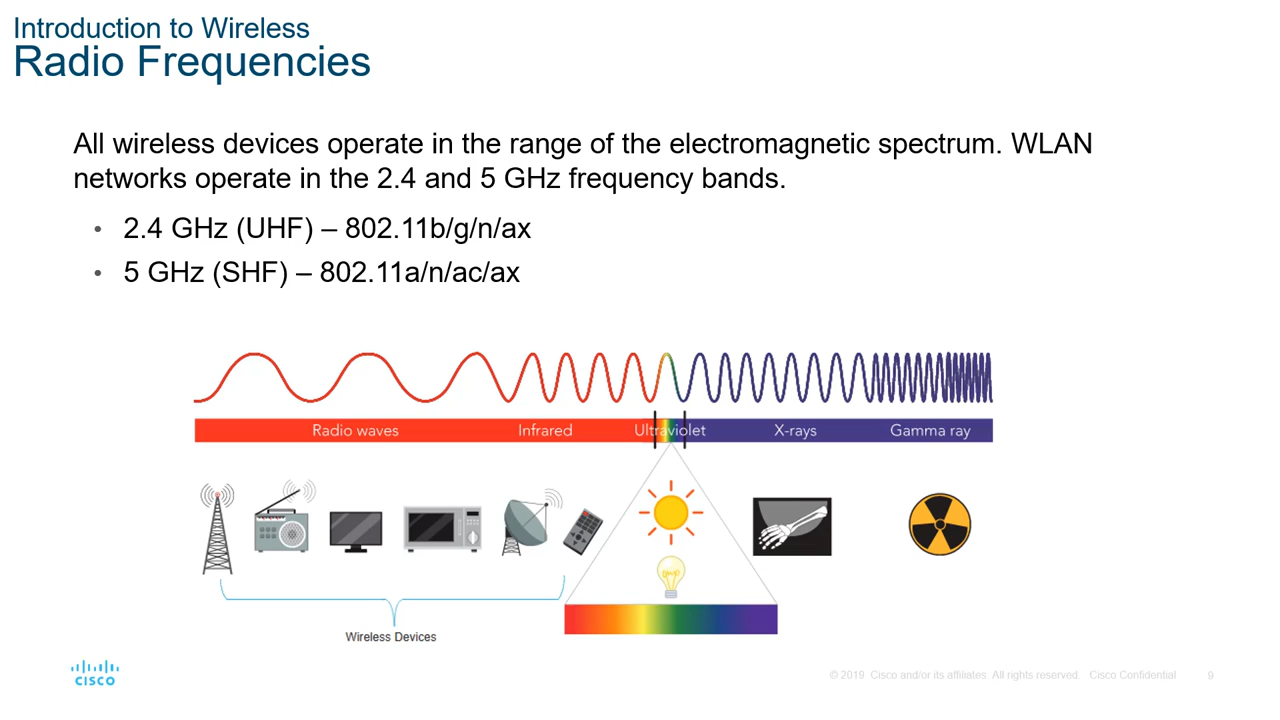 Introduction to Wireless
Radio Frequencies
All wireless devices operate in the range of the electromagnetic spectrum. WLAN
networks operate in the 2.4 and 5 GHz frequency bands.
• 2.4 GHz (UHF) – 802.11b/g/n/ax
• 5 GHz (SHF) – 802.11a/n/ac/ax
Radio waves Infrared Ultraviolet X-rays Gamma ray
Wireless Devices
CISCO
© 2019 Cisco and/or its affiliates. All rights reserved. Cisco Confidential 9